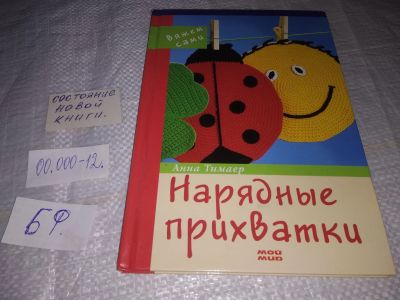 СОСТОЯНИЕ
НОВОЙ
КНИГИ.
00.000-12.
БФ.
Вяжем
сами
Анна Тимаер
Нарядные
прихватки
МОЙ
МИР